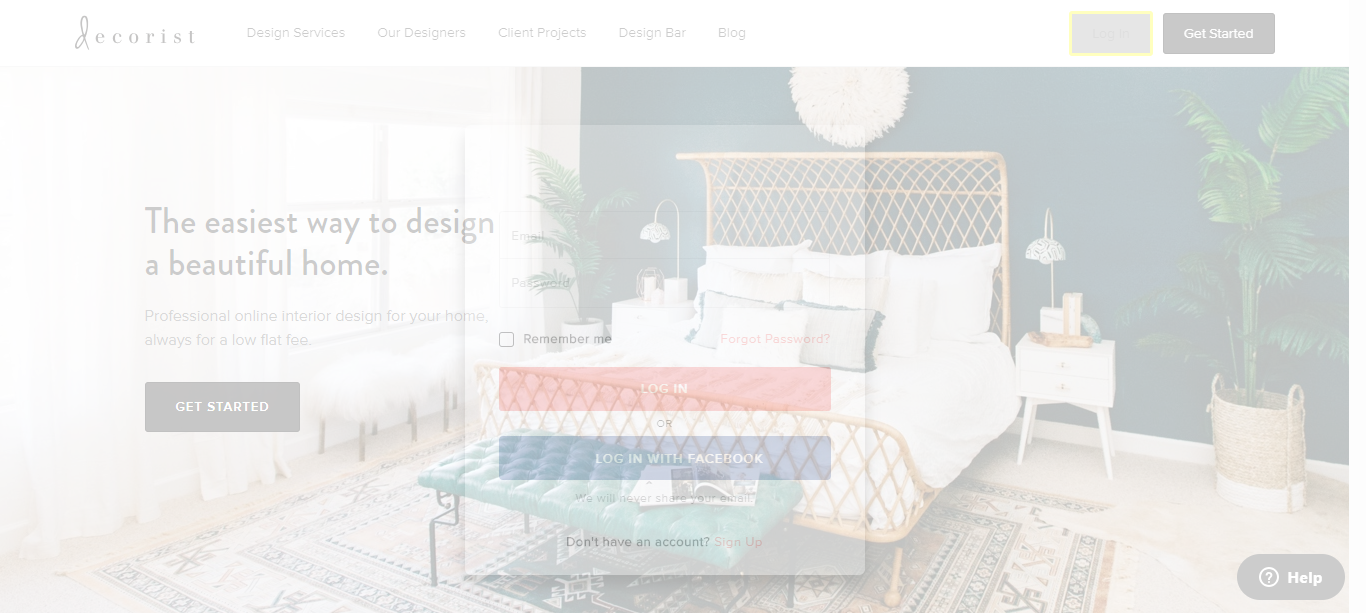 decorist
Design Services
Our Designers
Client Projects
Design Bar
Blog
Log In
Get Started
The easiest way to design
a beautiful home.
Professional online interior design for your home,
always for a low flat fee.
GET STARTED
Email
Password
Remember me
Forgot Password?
LOG IN
OR
LOG IN WITH FACEBOOK
We will never share your email.
Don't have an account? Sign Up
Help